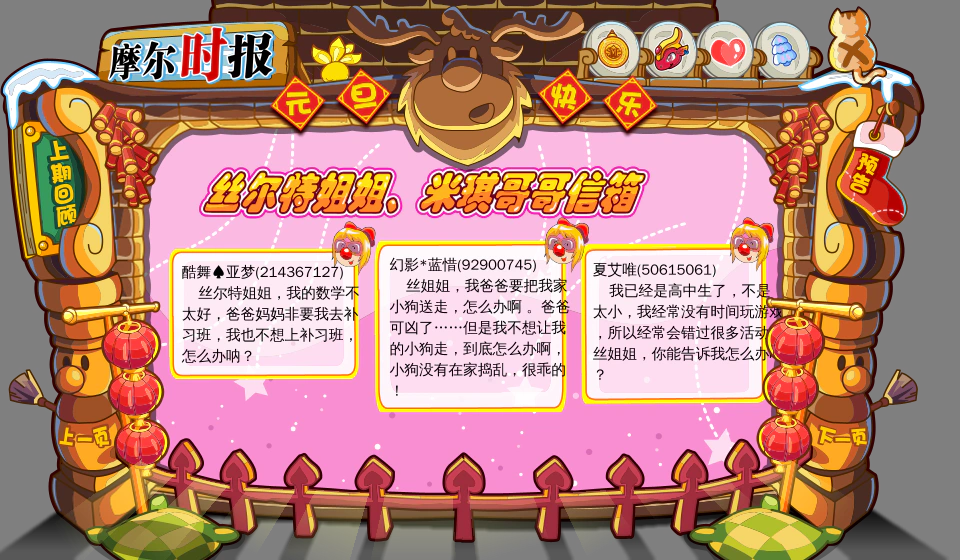 摩尔时报
元旦快乐
上期回顾
预告
丝尔特姐姐、米琪哥哥信箱
酷舞♠亚梦(214367127)
丝尔特姐姐，我的数学不
太好，爸爸妈妈非要我去补
习班，我也不想上补习班，
怎么办呐？
幻影*蓝惜(92900745)
丝姐姐，我爸爸要把我家
小狗送走，怎么办啊 。爸爸
可凶了……但是我不想让我
的小狗走，到底怎么办啊，
小狗没有在家捣乱，很乖的
！
夏艾唯(50615061)
我已经是高中生了，不是
太小，我经常没有时间玩游戏
，所以经常会错过很多活动
丝姐姐，你能告诉我怎么办
？
上一页
下一页